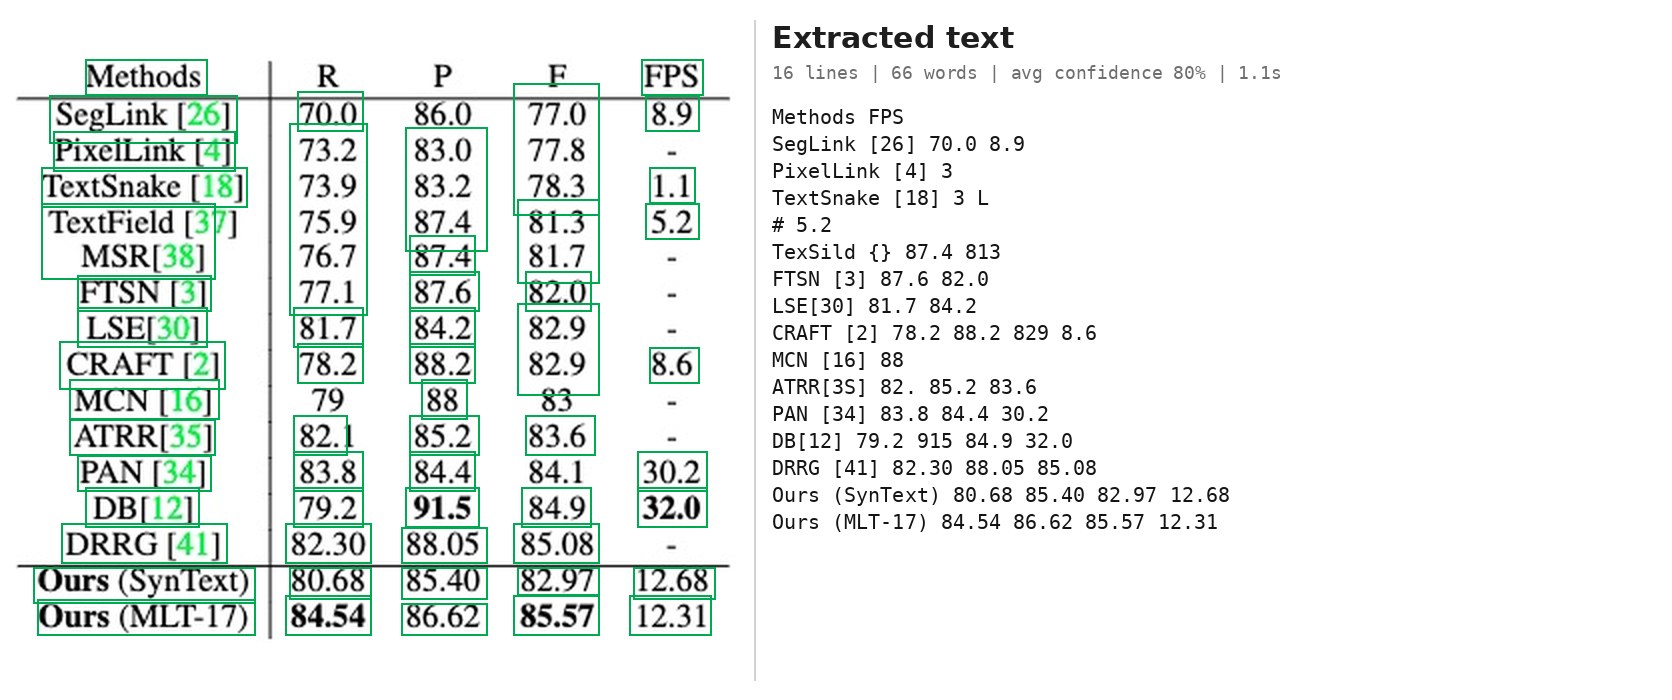 Methods R P F FPS
SegLink [26] 70.0 86.0 77.0 8.9
PixelLink [4] 73.2 83.0 77.8 -
TextSnake [18] 73.9 83.2 78.3 1.1
TextField [37] 75.9 87.4 81.3 5.2
MSR[38] 76.7 87.4 81.7 -
FTSN [3] 77.1 87.6 82.0 -
LSE[30] 81.7 84.2 82.9 -
CRAFT [2] 78.2 88.2 82.9 8.6
MCN [16] 79 88 83 -
ATRR[35] 82.1 85.2 83.6 -
PAN [34] 83.8 84.4 84.1 30.2
DB[12] 79.2 91.5 84.9 32.0
DRRG [41] 82.30 88.05 85.08 -
Ours (SynText) 80.68 85.40 82.97 12.68
Ours (MLT-17) 84.54 86.62 85.57 12.31
Extracted text
16 lines | 66 words | avg confidence 80% | 1.1s
Methods FPS
SegLink [26] 70.0 8.9
PixelLink [4] 3
TextSnake [18] 3 L
# 5.2
TexSild {} 87.4 813
FTSN [3] 87.6 82.0
LSE[30] 81.7 84.2
CRAFT [2] 78.2 88.2 829 8.6
MCN [16] 88
ATRR[3S] 82. 85.2 83.6
PAN [34] 83.8 84.4 30.2
DB[12] 79.2 915 84.9 32.0
DRRG [41] 82.30 88.05 85.08
Ours (SynText) 80.68 85.40 82.97 12.68
Ours (MLT-17) 84.54 86.62 85.57 12.31